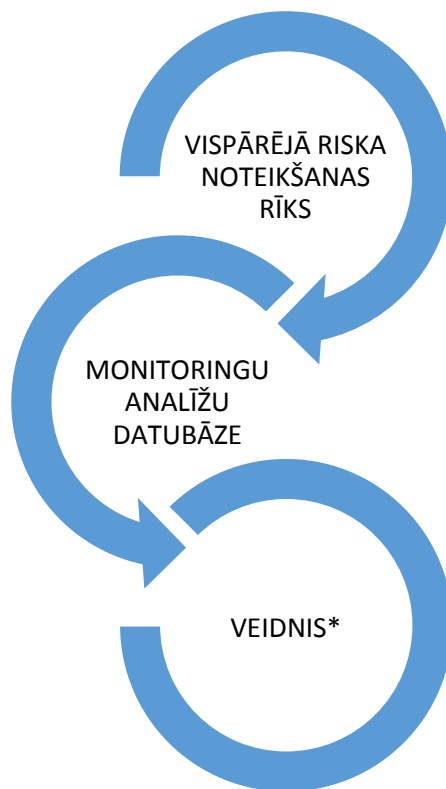 VISPĀRĒJĀ RISKA
NOTEIKŠANAS
RĪKS
MONITORINGU
ANALĪŽU
DATUBĀZE
VEIDNIS*